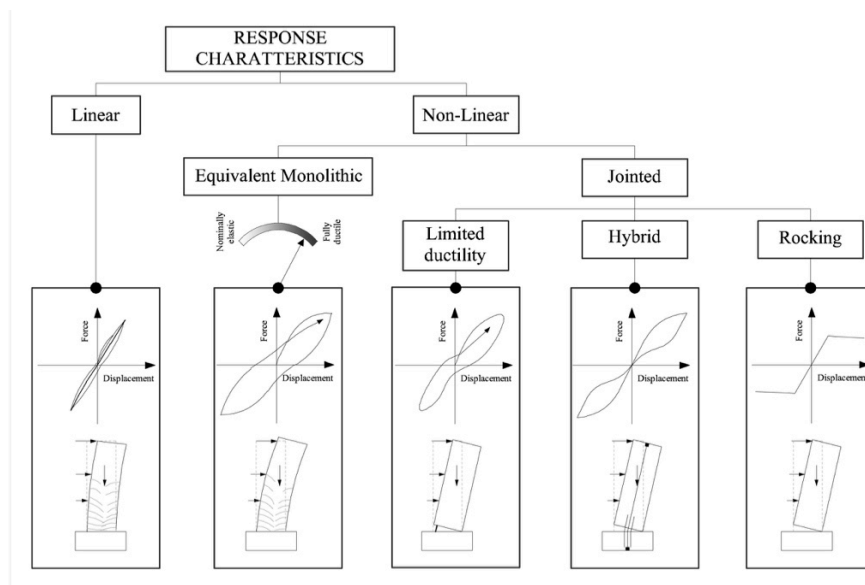 RESPONSE
CHARATTERISTICS
Linear
Non-Linear
Equivalent Monolithic
Jointed
Nominally
elastic
Fully
ductile
Limited
ductility
Hybrid
Rocking
Force
Displacement
Force
Displacement
Force
Displacement
Force
Displacement
Force
Displacement